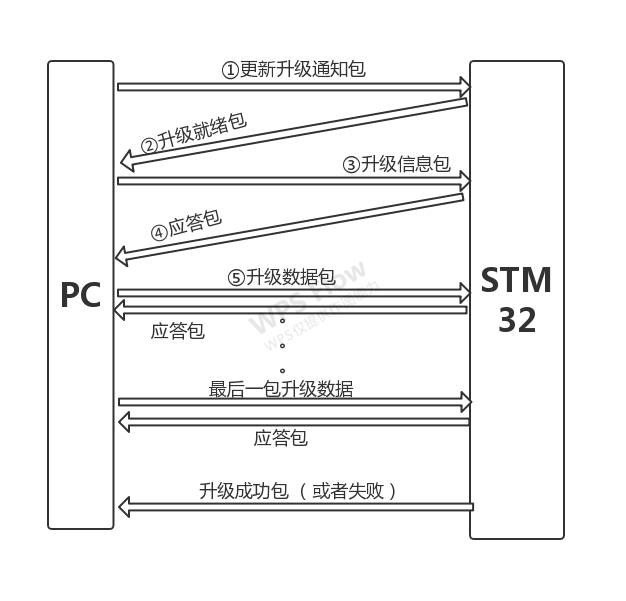 ①更新升级通知包
②升级就绪包
③升级信息包
④应答包
PC
STM
32
⑤升级数据包
WPS Flow
应答包
最后一包升级数据
应答包
升级成功包（或者失败）